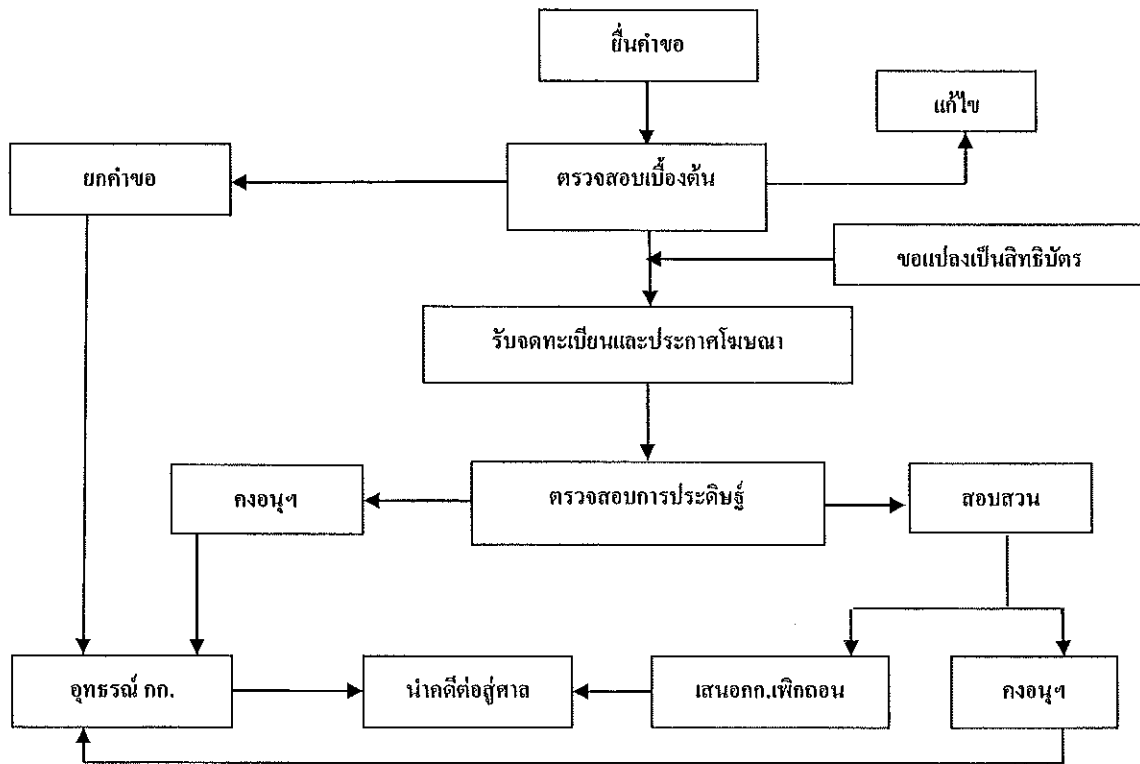 ยื่นคำขอ
แก้ไข
ยกคำขอ
ตรวจสอบเบื้องต้น
ขอแปลงเป็นสิทธิบัตร
รับจดทะเบียนและประกาศโฆษณา
คงอนุฯ
ตรวจสอบการประดิษฐ์
สอบสวน
อุทธรณ์ กก.
นำคดีต่อสู่ศาล
เสนอกก.เพิกถอน
คงอนุฯ